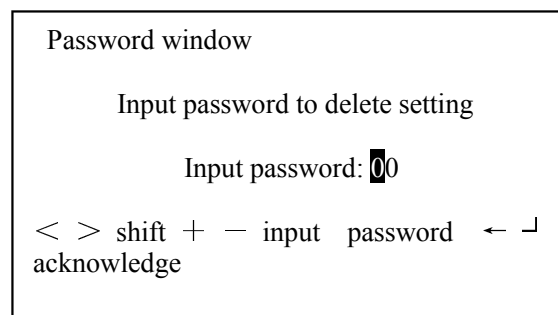 Password window
Input password to delete setting
Input password: 00
＜ ＞ shift ＋ － input password ←┘
acknowledge